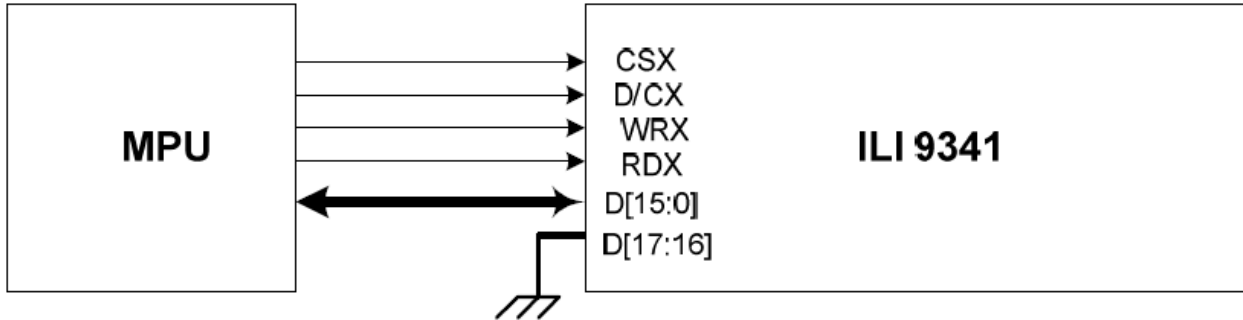 MPU
CSX
D/CX
WRX
RDX
D[15:0]
D[17:16]
ILI 9341